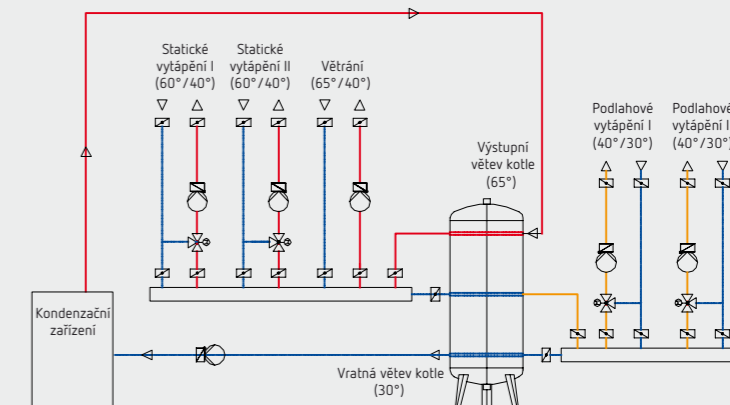 Statické
vytápění I
(60°/40°)
Statické
vytápění II
(60°/40°)
Větrání
(65°/40°)
Výstupní
větev kotle
(65°)
Podlahové
vytápění I
(40°/30°)
Podlahové
vytápění I
(40°/30°)
Kondenzační
zařízení
Vratná větev kotle
(30°)